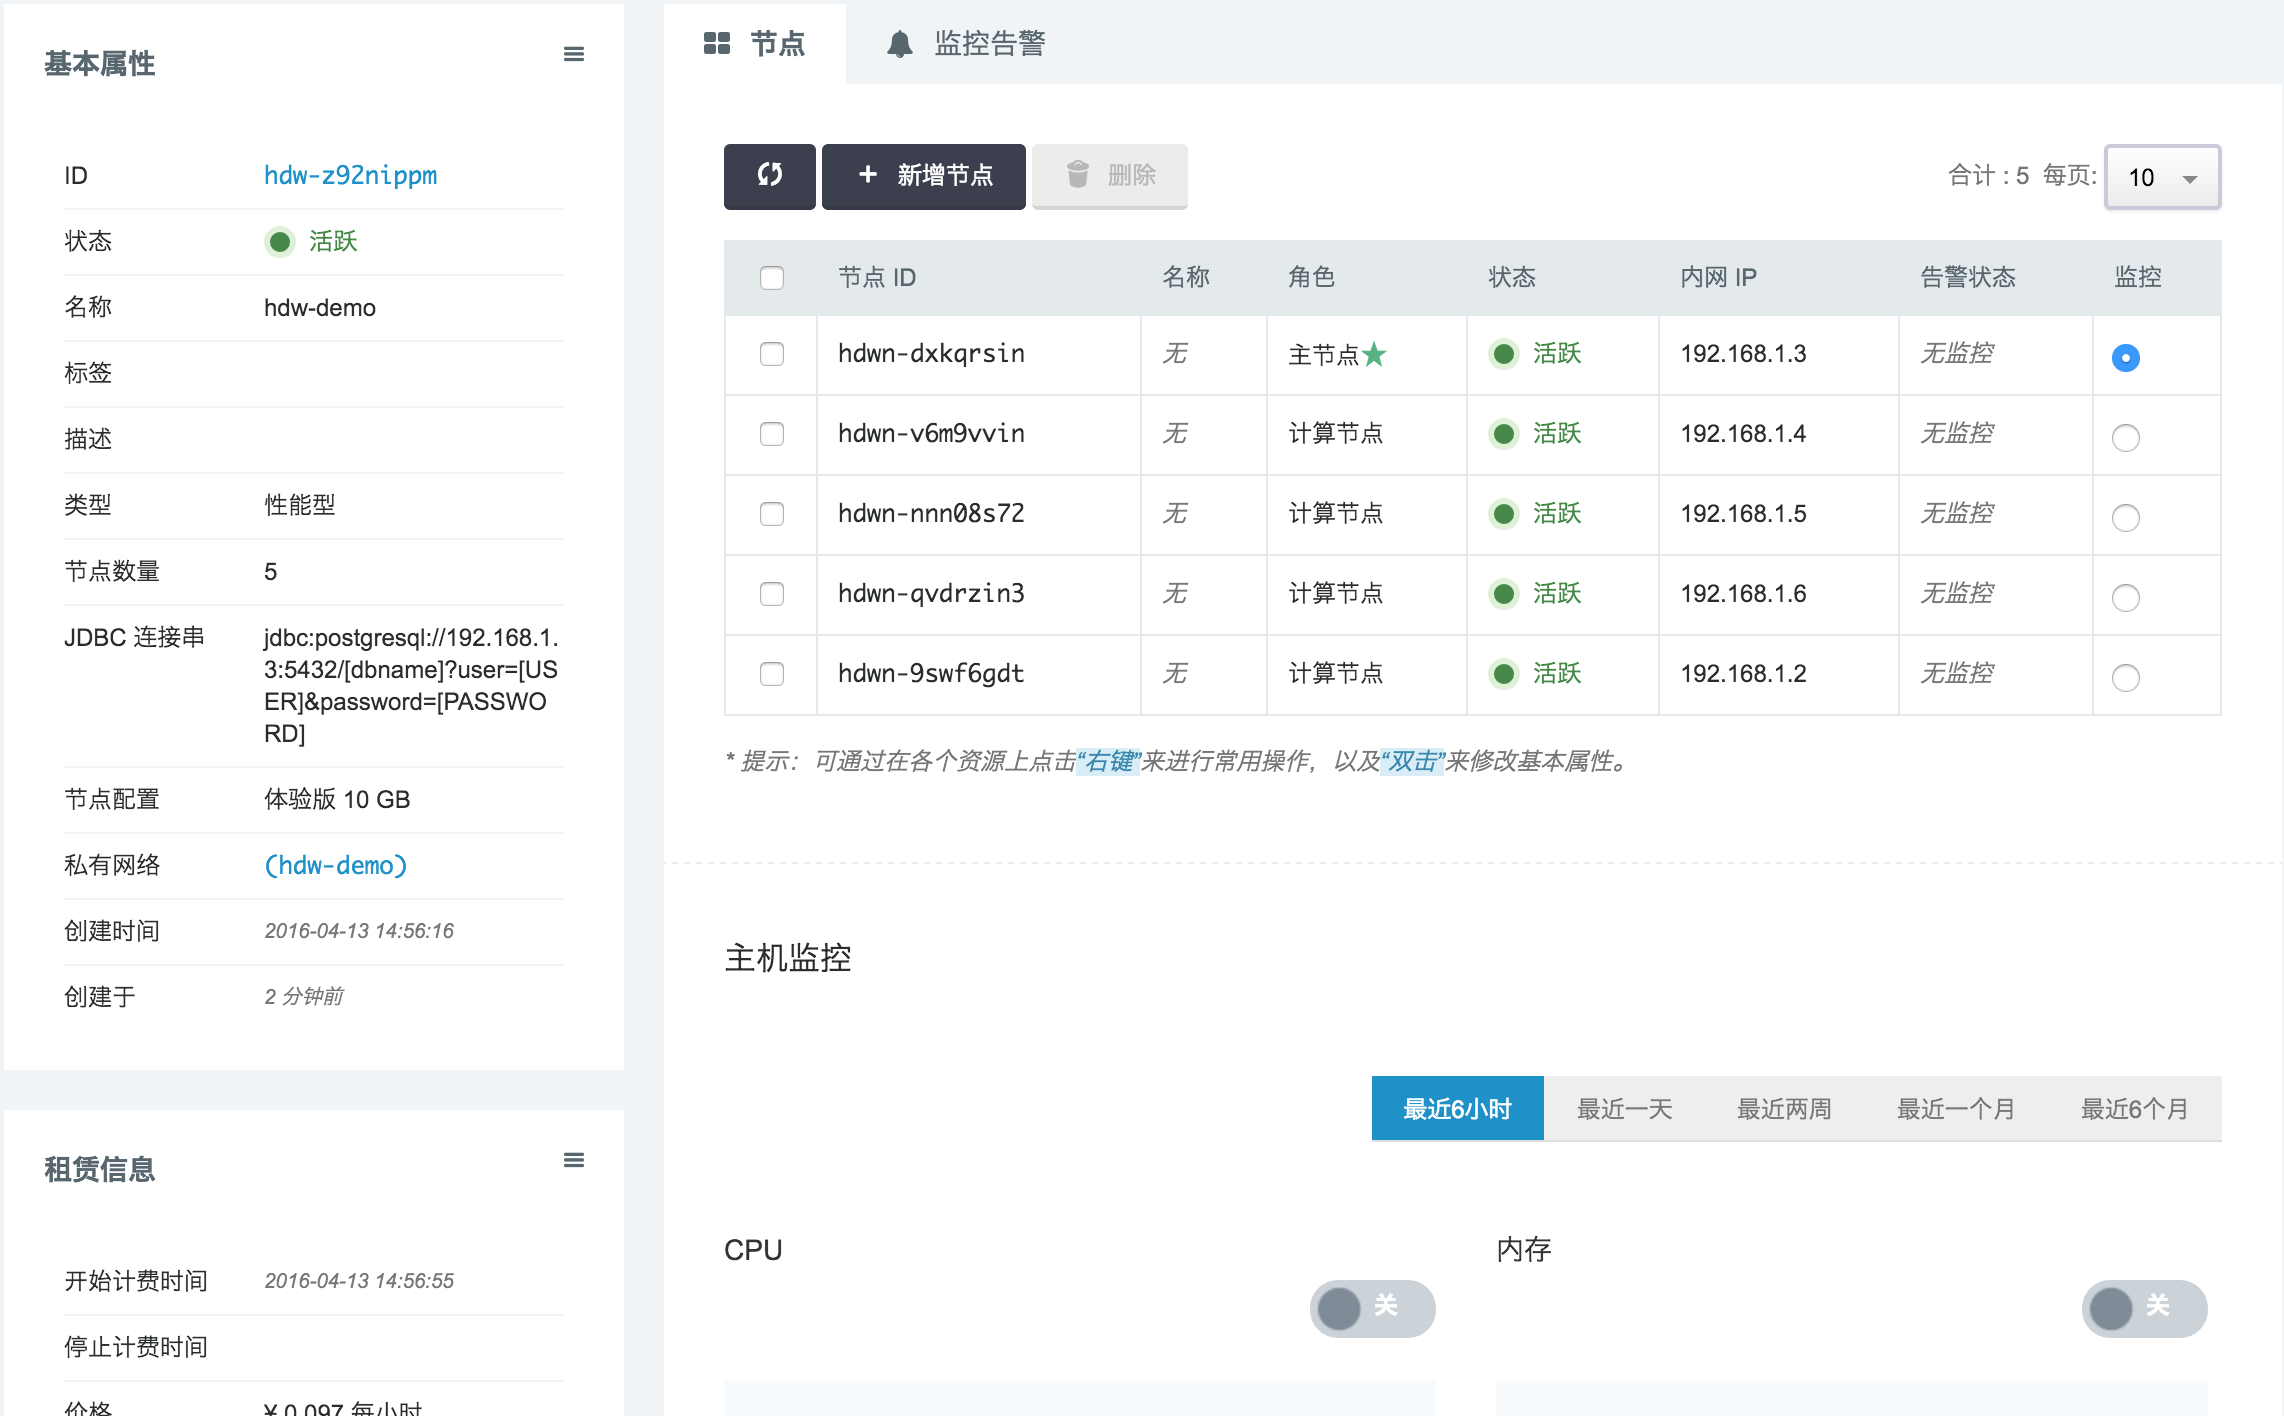 基本属性
ID hdw-z92nippm
状态 活跃
名称 hdw-demo
标签
描述
类型 性能型
节点数量 5
JDBC 连接串 jdbc:postgresql://192.168.1.
3:5432/[dbname]?user=[US
ER]&password=[PASSWO
RD]
节点配置 体验版 10 GB
私有网络 (hdw-demo)
创建时间 2016-04-13 14:56:16
创建于 2 分钟前
租赁信息
开始计费时间 2016-04-13 14:56:55
停止计费时间
价格 ¥ 0.097 每小时
节点 监控告警
+ 新增节点 删除 合计 : 5 每页: 10
节点 ID 名称 角色 状态 内网 IP 告警状态 监控
hdwn-dxkqrsin 无 主节点★ 活跃 192.168.1.3 无监控
hdwn-v6m9vvin 无 计算节点 活跃 192.168.1.4 无监控
hdwn-nnn08s72 无 计算节点 活跃 192.168.1.5 无监控
hdwn-qvdrzin3 无 计算节点 活跃 192.168.1.6 无监控
hdwn-9swf6gdt 无 计算节点 活跃 192.168.1.2 无监控
* 提示：可通过在各个资源上点击“右键”来进行常用操作，以及“双击”来修改基本属性。
主机监控
最近6小时 最近一天 最近两周 最近一个月 最近6个月
CPU 内存
关 关